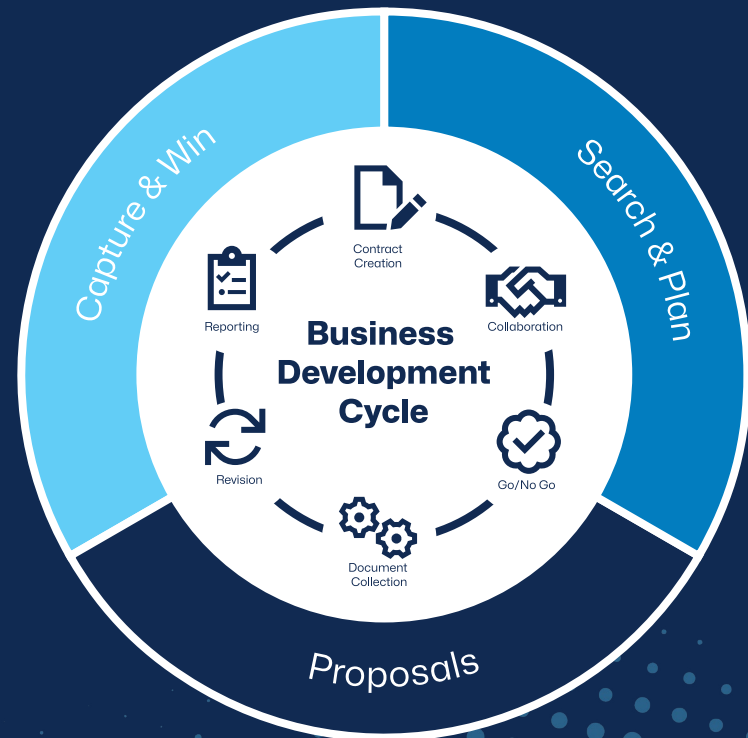 Capture & Win
Search & Plan
Contract
Creation
Reporting
Collaboration
Business
Development
Cycle
Revision
Go/No Go
Document
Collection
Proposals